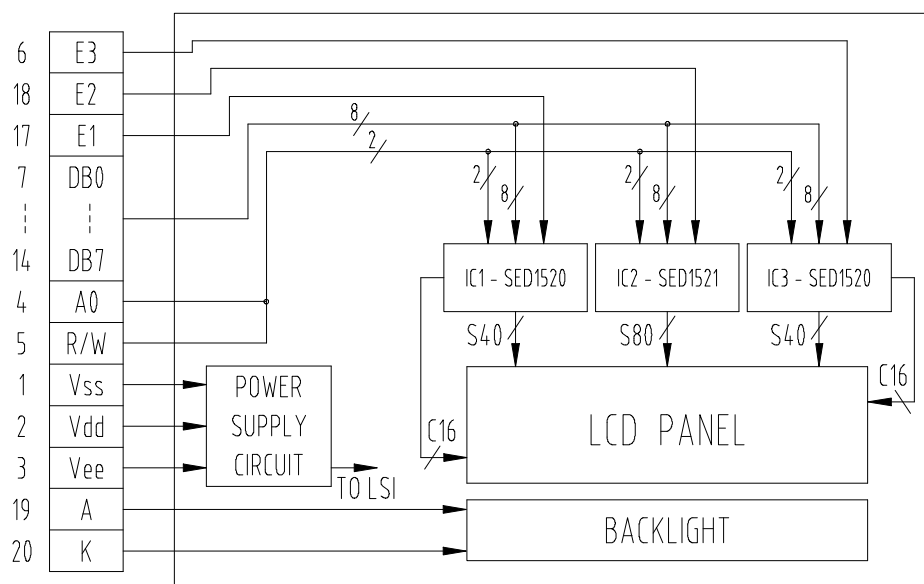 6 E3
18 E2
17 E1
7 DB0
14 DB7
4 A0
5 R/W
1 Vss
2 Vdd
3 Vee
19 A
20 K
8
2
2
8
2
8
2
8
IC1 - SED1520
IC2 - SED1521
IC3 - SED1520
S40
S80
S40
C16
C16
POWER
SUPPLY
CIRCUIT
TO LSI
LCD PANEL
BACKLIGHT